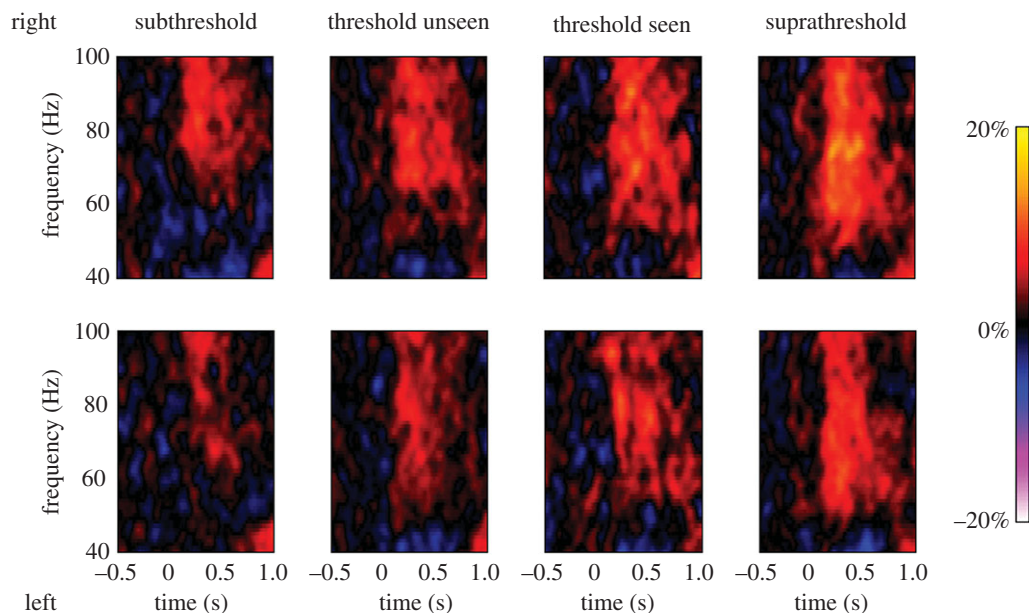 right subthreshold threshold unseen threshold seen suprathreshold
100
80
60
40
frequency (Hz)
20%
0%
–20%
100
80
60
40
frequency (Hz)
–0.5 0 0.5 1.0 –0.5 0 0.5 1.0 –0.5 0 0.5 1.0 –0.5 0 0.5 1.0
left time (s) time (s) time (s) time (s)